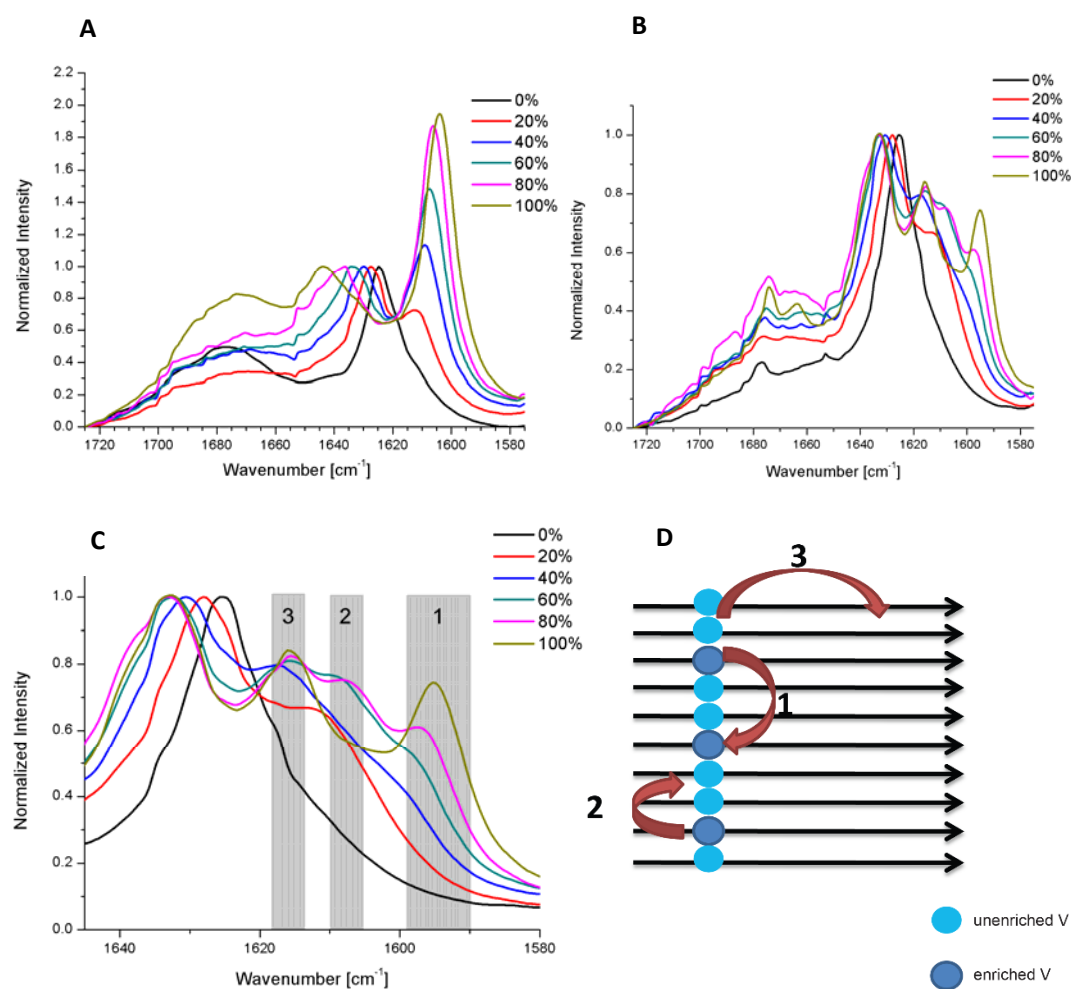 A
B
2.2
2.0
1.8
1.6
1.4
1.2
1.0
0.8
0.6
0.4
0.2
0.0
Normalized Intensity
0%
20%
40%
60%
80%
100%
1720 1700 1680 1660 1640 1620 1600 1580
Wavenumber [cm-1]
1.0
0.8
0.6
0.4
0.2
0.0
Normalized Intensity
0%
20%
40%
60%
80%
100%
1720 1700 1680 1660 1640 1620 1600 1580
Wavenumber [cm-1]
C
1.0
0.8
0.6
0.4
0.2
0.0
Normalized Intensity
0%
20%
40%
60%
80%
100%
3 2 1
1640 1620 1600 1580
Wavenumber [cm-1]
D
3
1
2
unenriched V
enriched V